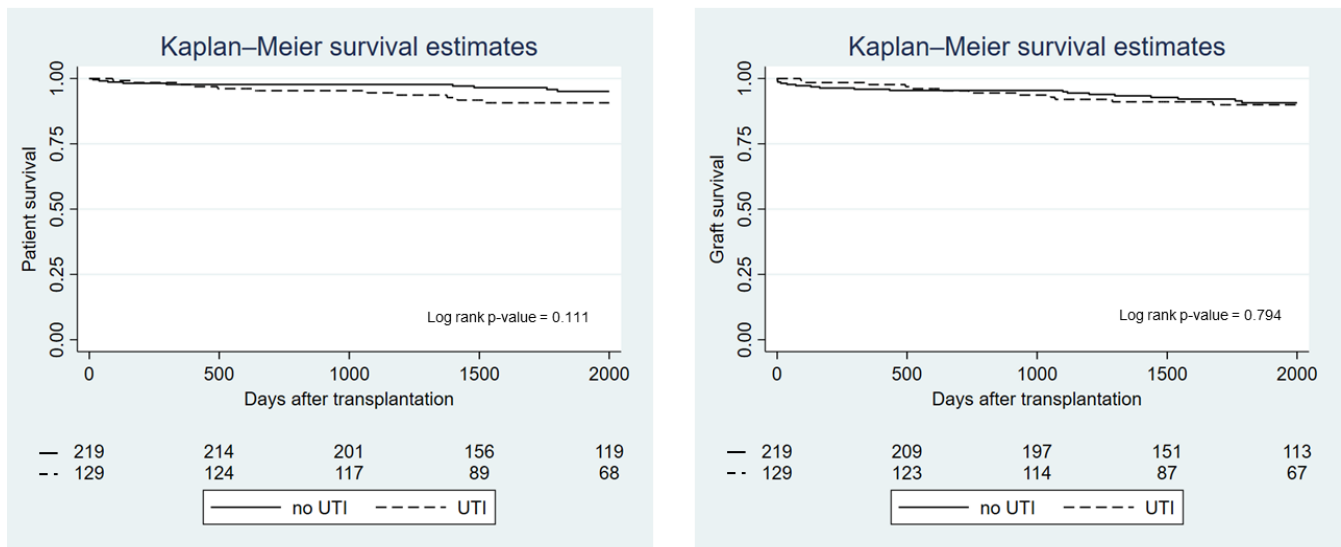 Kaplan–Meier survival estimates
Patient survival
1.00
0.75
0.50
0.25
0.00
Log rank p-value = 0.111
0 500 1000 1500 2000
Days after transplantation
219 214 201 156 119
129 124 117 89 68
no UTI UTI
Kaplan–Meier survival estimates
Graft survival
1.00
0.75
0.50
0.25
0.00
Log rank p-value = 0.794
0 500 1000 1500 2000
Days after transplantation
219 209 197 151 113
129 123 114 87 67
no UTI UTI